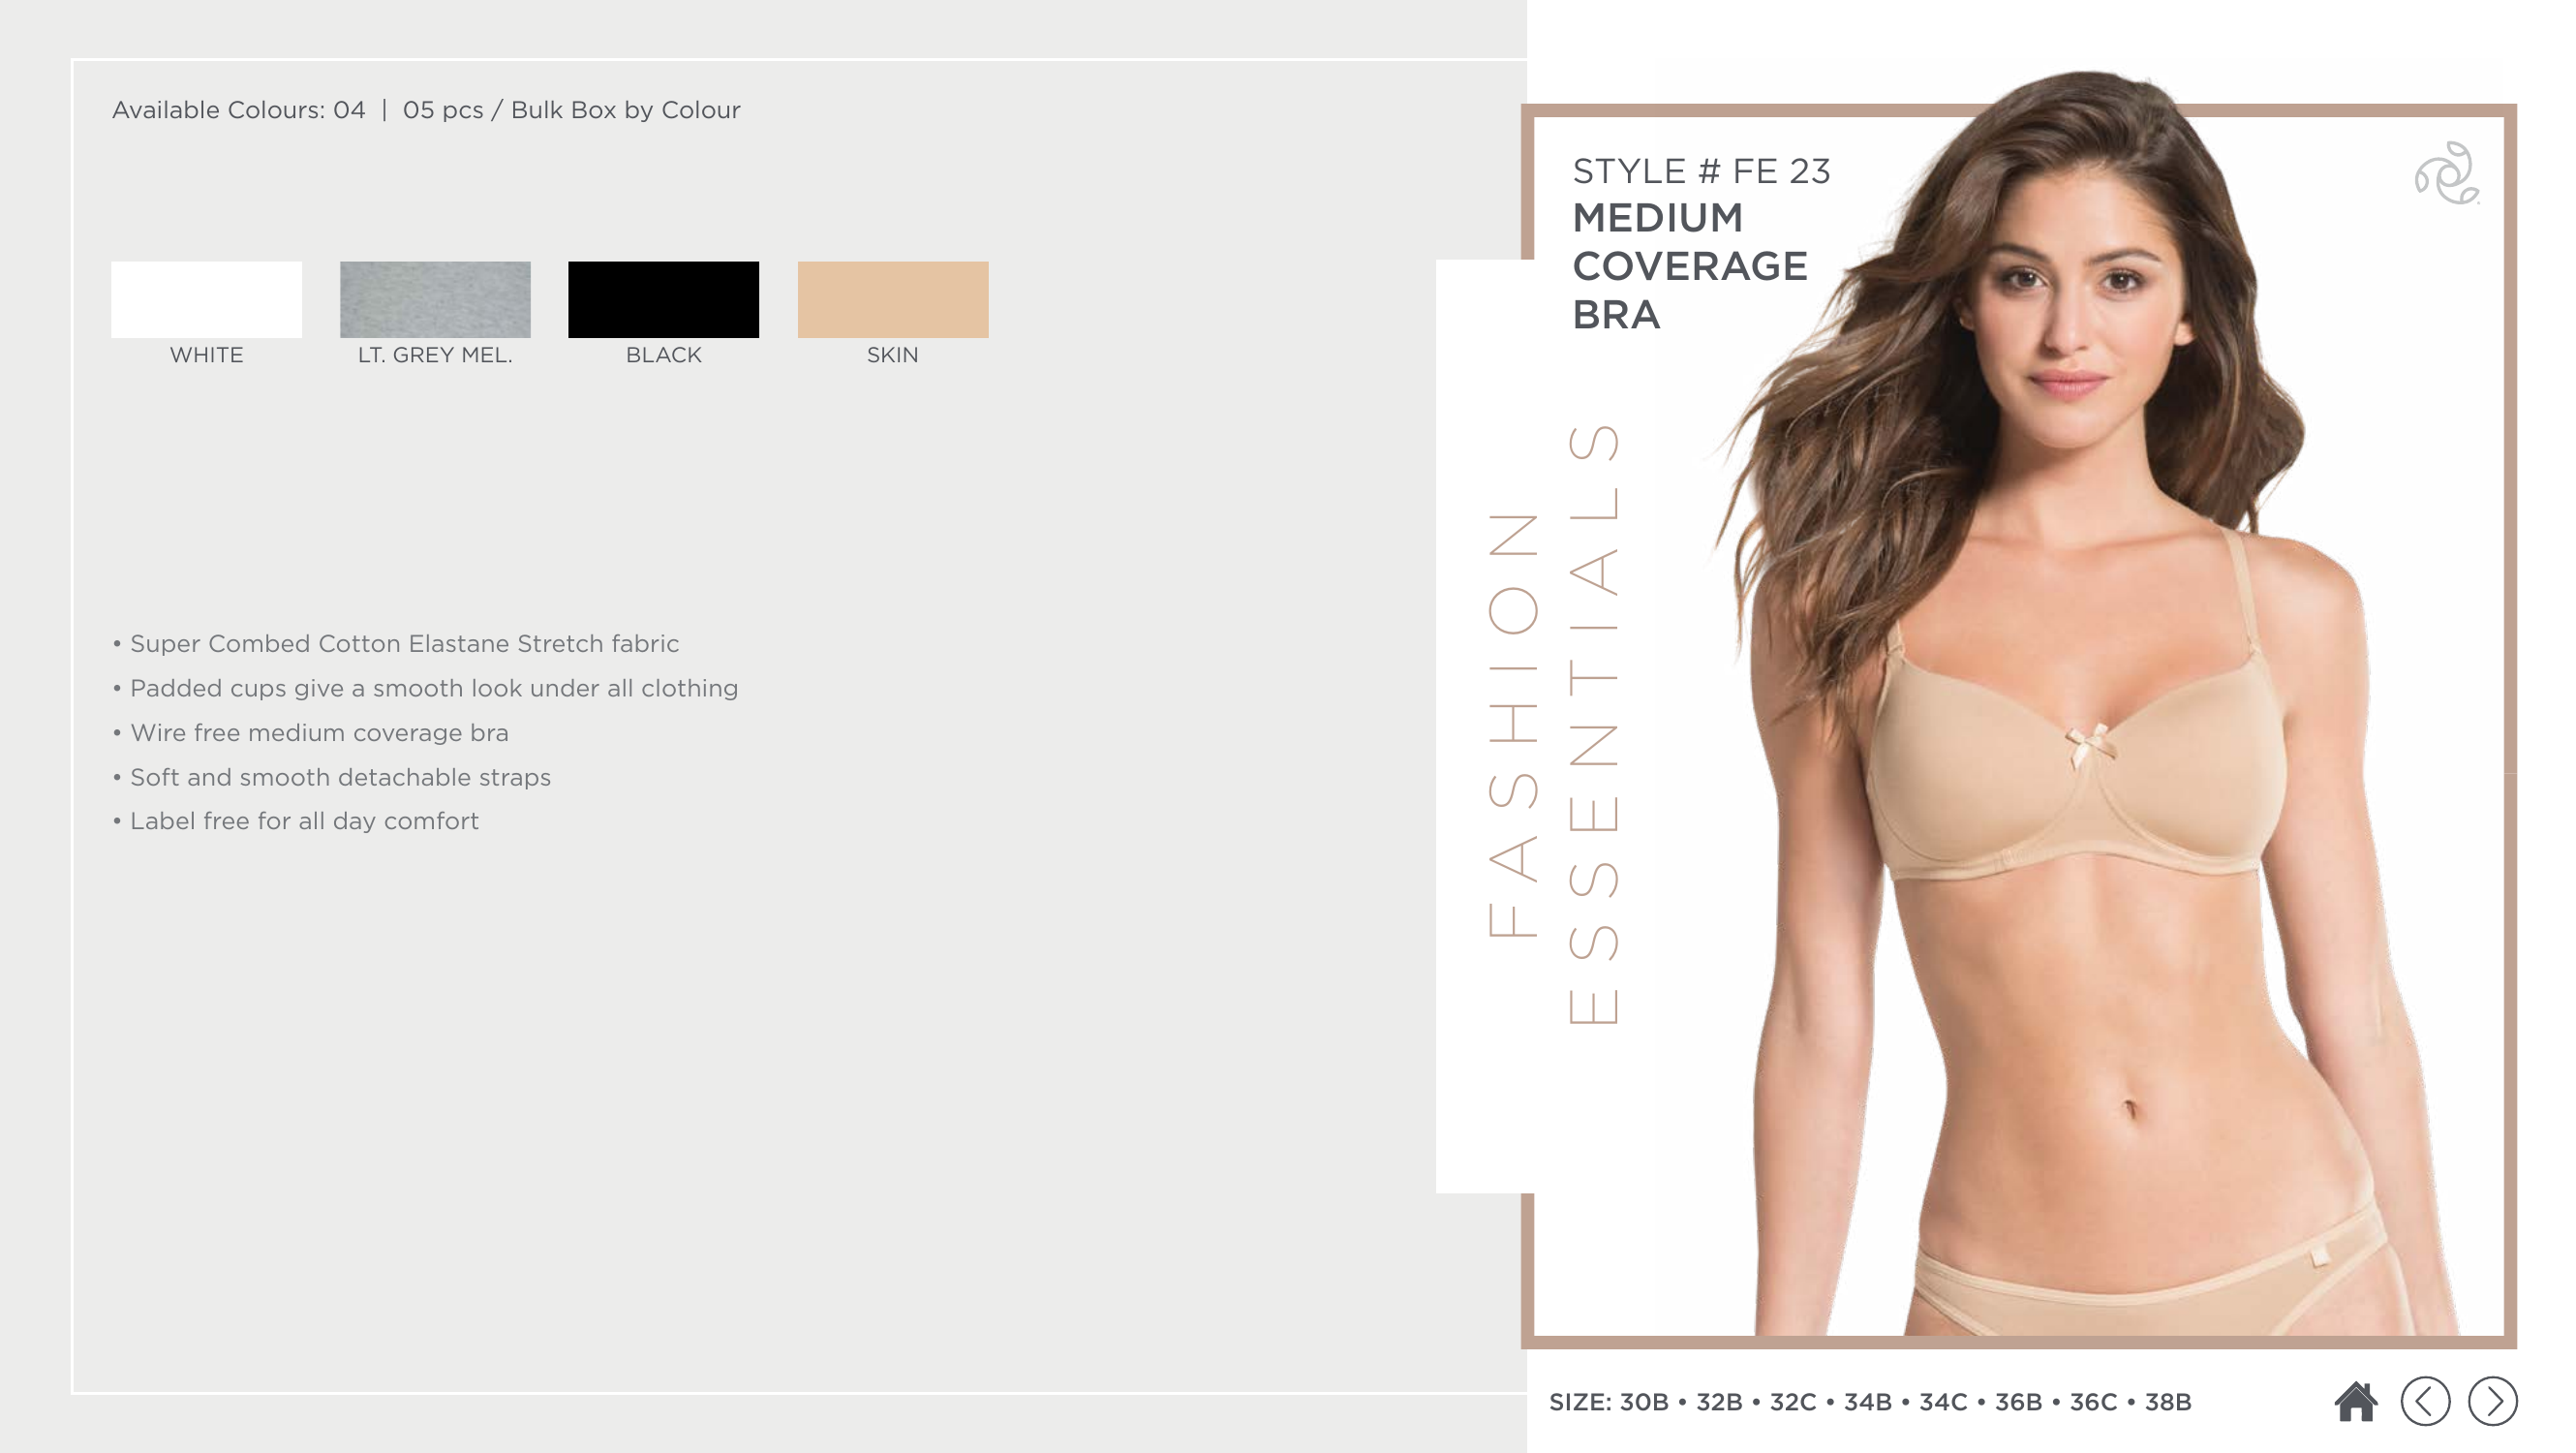 Available Colours: 04 | 05 pcs / Bulk Box by Colour
WHITE
LT. GREY MEL.
BLACK
SKIN
• Super Combed Cotton Elastane Stretch fabric
• Padded cups give a smooth look under all clothing
• Wire free medium coverage bra
• Soft and smooth detachable straps
• Label free for all day comfort
STYLE # FE 23
MEDIUM
COVERAGE
BRA
FASHION
ESSENTIALS
SIZE: 30B • 32B • 32C • 34B • 34C • 36B • 36C • 38B